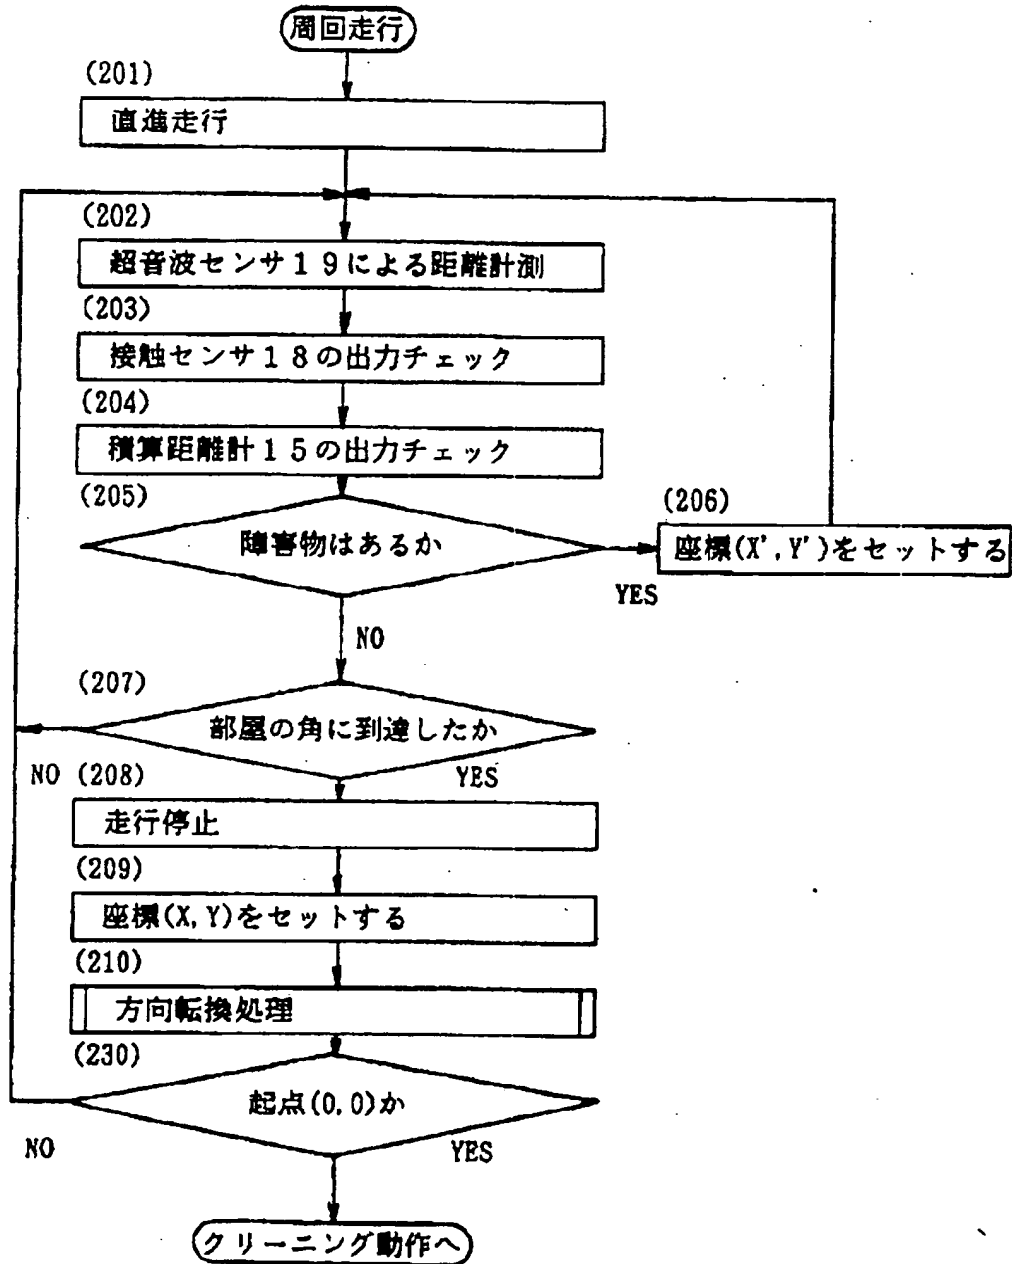 周回走行
(201)
直進走行
(202)
超音波センサ19による距離計測
(203)
接触センサ18の出力チェック
(204)
積算距離計15の出力チェック
(205)
障害物はあるか
(206)
座標(X',Y')をセットする
YES
NO
(207)
部屋の角に到達したか
NO
(208)
YES
走行停止
(209)
座標(X,Y)をセットする
(210)
方向転換処理
(230)
起点(0,0)か
NO
YES
クリーニング動作へ